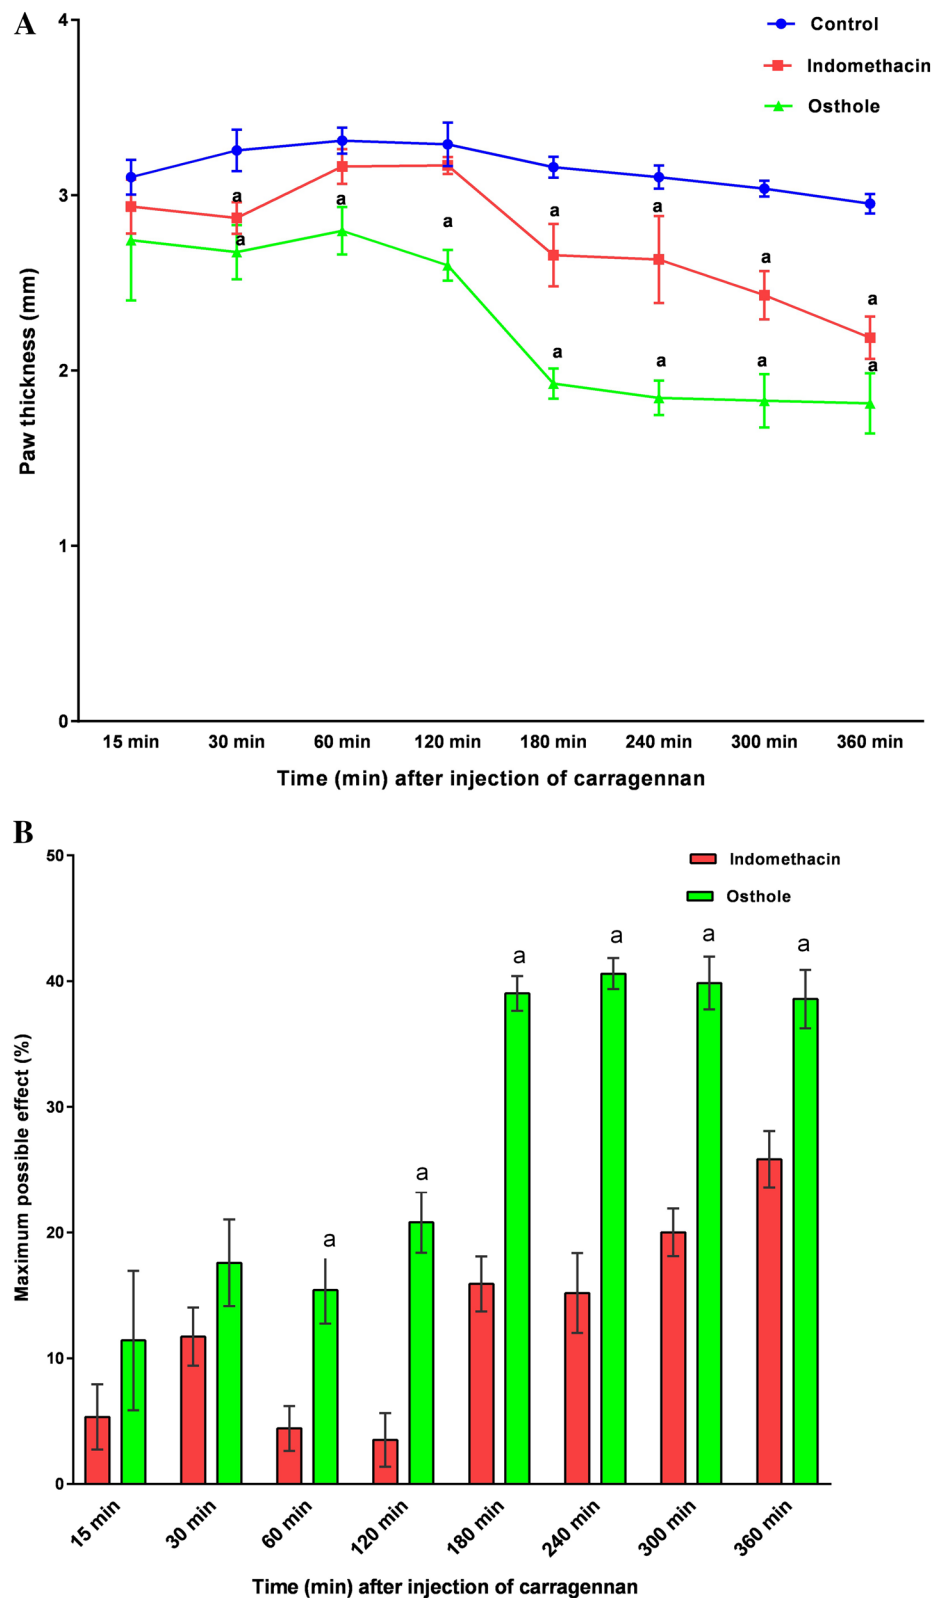 A
4
Control
Indomethacin
Osthole
3
a
a
a
a
a
a
a
a
a
a
a
a
a
2
1
0
Paw thickness (mm)
15 min 30 min 60 min 120 min 180 min 240 min 300 min 360 min
Time (min) after injection of carragennan
B
50
Indomethacin
Osthole
a a a a
40
30
a
20
a
10
0
Maximum possible effect (%)
15 min 30 min 60 min 120 min 180 min 240 min 300 min 360 min
Time (min) after injection of carragennan